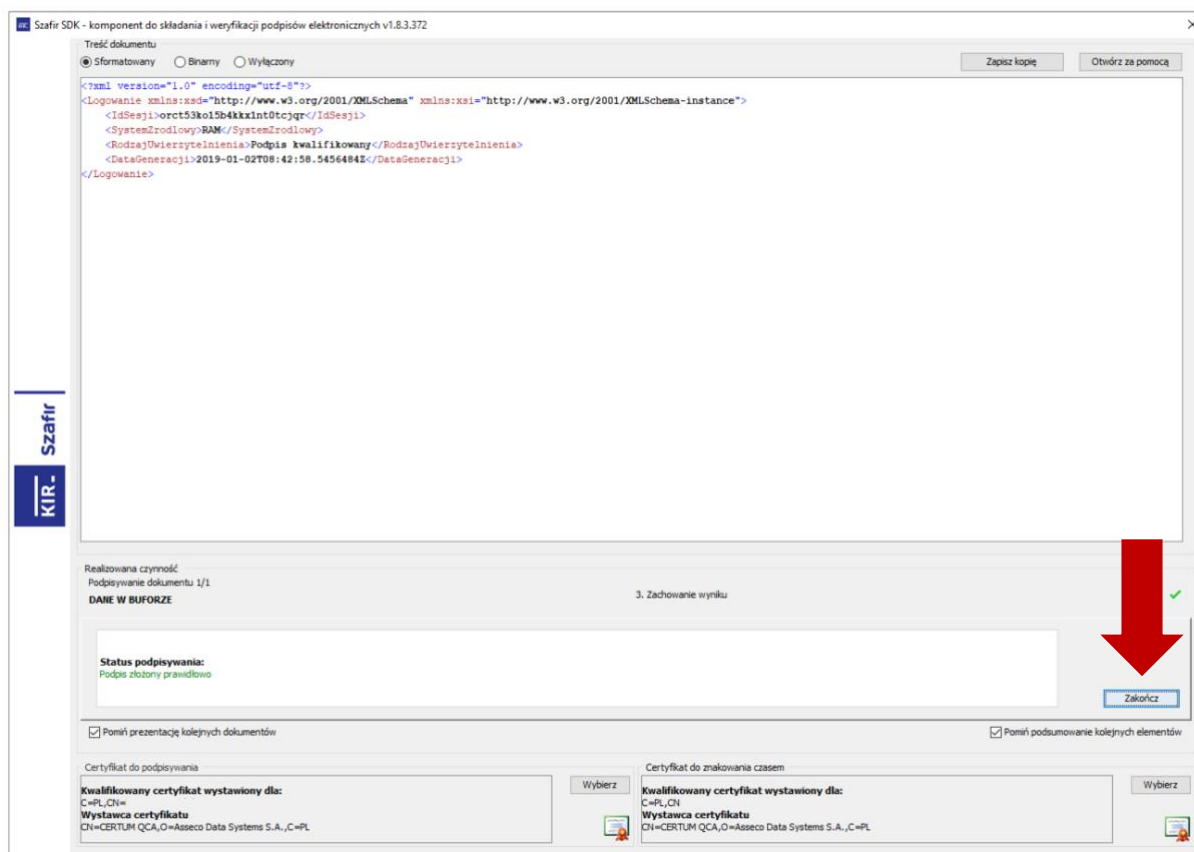 Szafir SDK - komponent do składania i weryfikacji podpisów elektronicznych v1.8.3.372
Treść dokumentu
Sformatowany Binarny Wyłączony Zapisz kopię Otwórz za pomocą
<?xml version="1.0" encoding="utf-8"?>
<Logowanie xmlns:xsd="http://www.w3.org/2001/XMLSchema" xmlns:xsi="http://www.w3.org/2001/XMLSchema-instance">
<IdSesji>orct53ko15b4kkx1nt0tcjqr</IdSesji>
<SystemZrodlowy>RAM</SystemZrodlowy>
<RodzajUwierzytelnienia>Podpis kwalifikowany</RodzajUwierzytelnienia>
<DataGeneracji>2019-01-02T08:42:58.5456484Z</DataGeneracji>
</Logowanie>
KIR. Szafir
Realizowana czynność
Podpisywanie dokumentu 1/1
DANE W BUFORZE
3. Zachowanie wyniku
Status podpisywania:
Podpis złożony prawidłowo
Zakończ
Pomiń prezentację kolejnych dokumentów Pomiń podsumowanie kolejnych elementów
Certyfikat do podpisywania
Kwalifikowany certyfikat wystawiony dla:
C=PL,CN=
Wystawca certyfikatu
CN=CERTUM QCA,O=Asseco Data Systems S.A.,C=PL
Wybierz
Certyfikat do znakowania czasem
Kwalifikowany certyfikat wystawiony dla:
C=PL,CN
Wystawca certyfikatu
CN=CERTUM QCA,O=Asseco Data Systems S.A.,C=PL
Wybierz